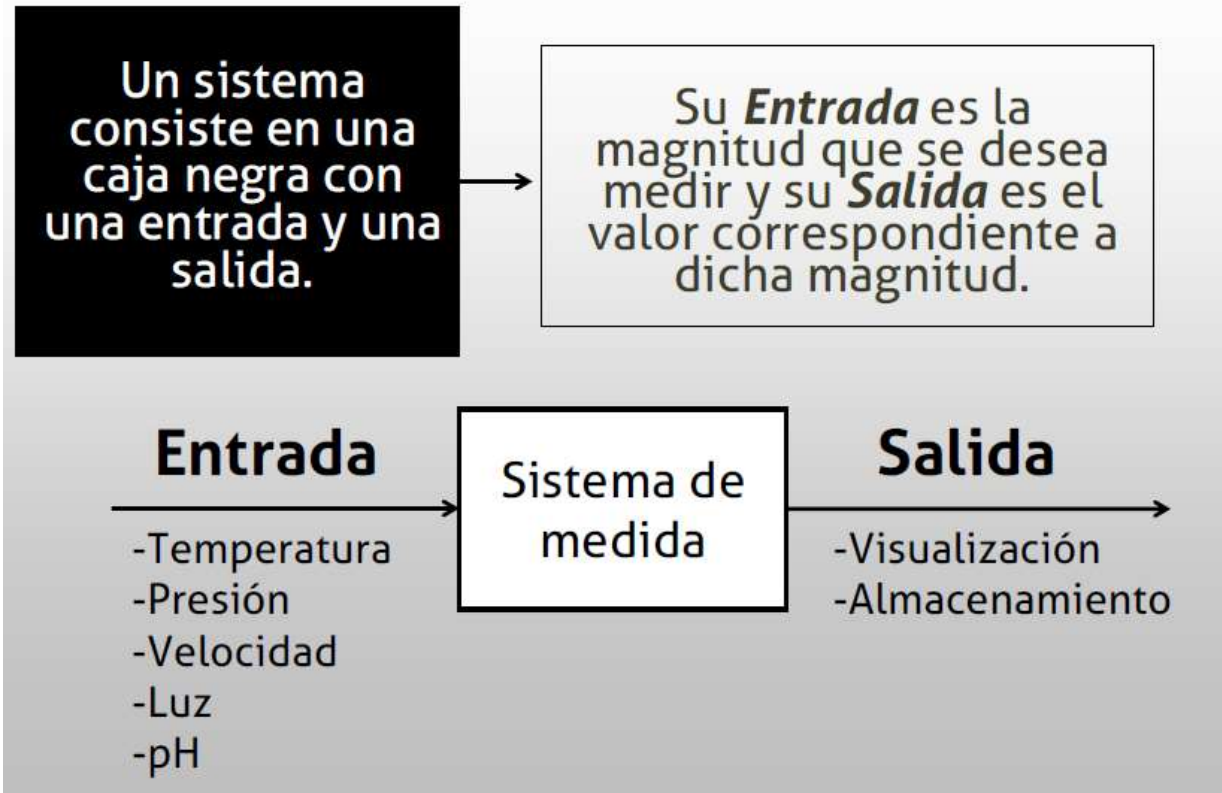 Un sistema
consiste en una
caja negra con
una entrada y una
salida.
Su Entrada es la
magnitud que se desea
medir y su Salida es el
valor correspondiente a
dicha magnitud.
Entrada
-Temperatura
-Presión
-Velocidad
-Luz
-pH
Sistema de
medida
Salida
-Visualización
-Almacenamiento